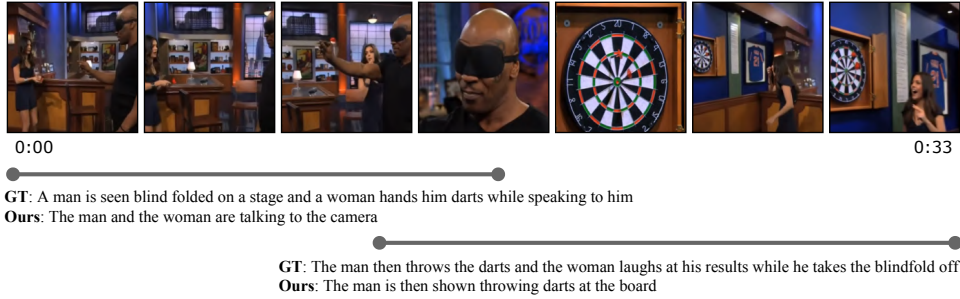 0:00
0:33
GT: A man is seen blind folded on a stage and a woman hands him darts while speaking to him
Ours: The man and the woman are talking to the camera
GT: The man then throws the darts and the woman laughs at his results while he takes the blindfold off
Ours: The man is then shown throwing darts at the board